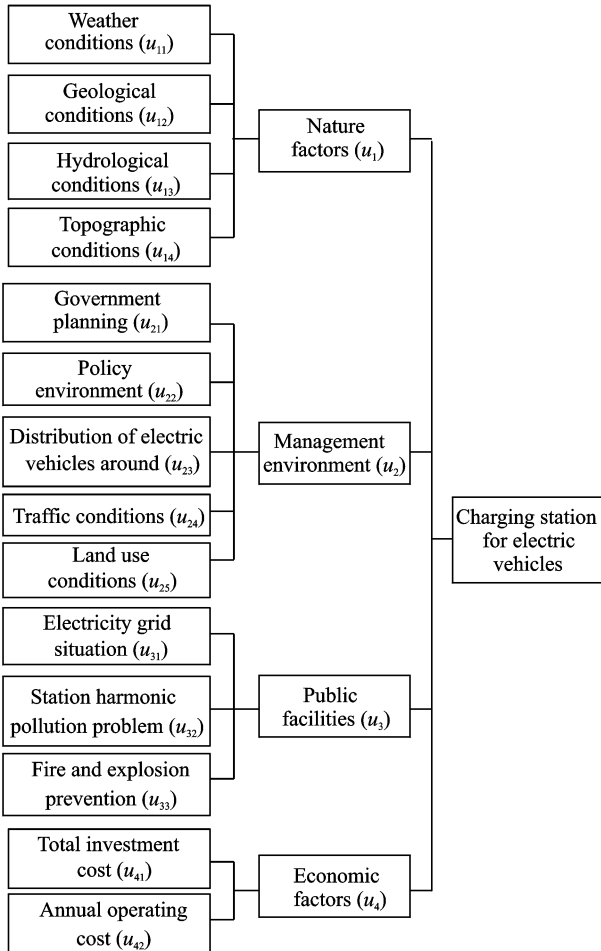 Weather
conditions (u₁₁)
Geological
conditions (u₁₂)
Hydrological
conditions (u₁₃)
Topographic
conditions (u₁₄)
Nature
factors (u₁)
Government
planning (u₂₁)
Policy
environment (u₂₂)
Distribution of electric
vehicles around (u₂₃)
Traffic conditions (u₂₄)
Land use
conditions (u₂₅)
Management
environment (u₂)
Electricity grid
situation (u₃₁)
Station harmonic
pollution problem (u₃₂)
Fire and explosion
prevention (u₃₃)
Public
facilities (u₃)
Total investment
cost (u₄₁)
Annual operating
cost (u₄₂)
Economic
factors (u₄)
Charging station
for electric
vehicles